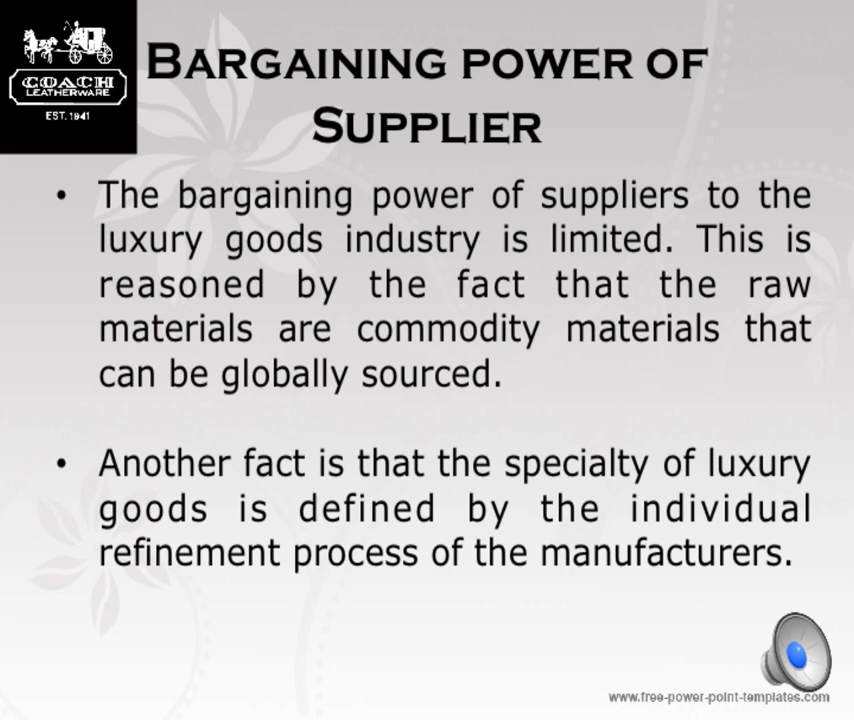 COACH
LEATHERWARE
EST. 1941
BARGAINING POWER OF
SUPPLIER
• The bargaining power of suppliers to the
luxury goods industry is limited. This is
reasoned by the fact that the raw
materials are commodity materials that
can be globally sourced.
• Another fact is that the specialty of luxury
goods is defined by the individual
refinement process of the manufacturers.
www.free-power-point-templates.com